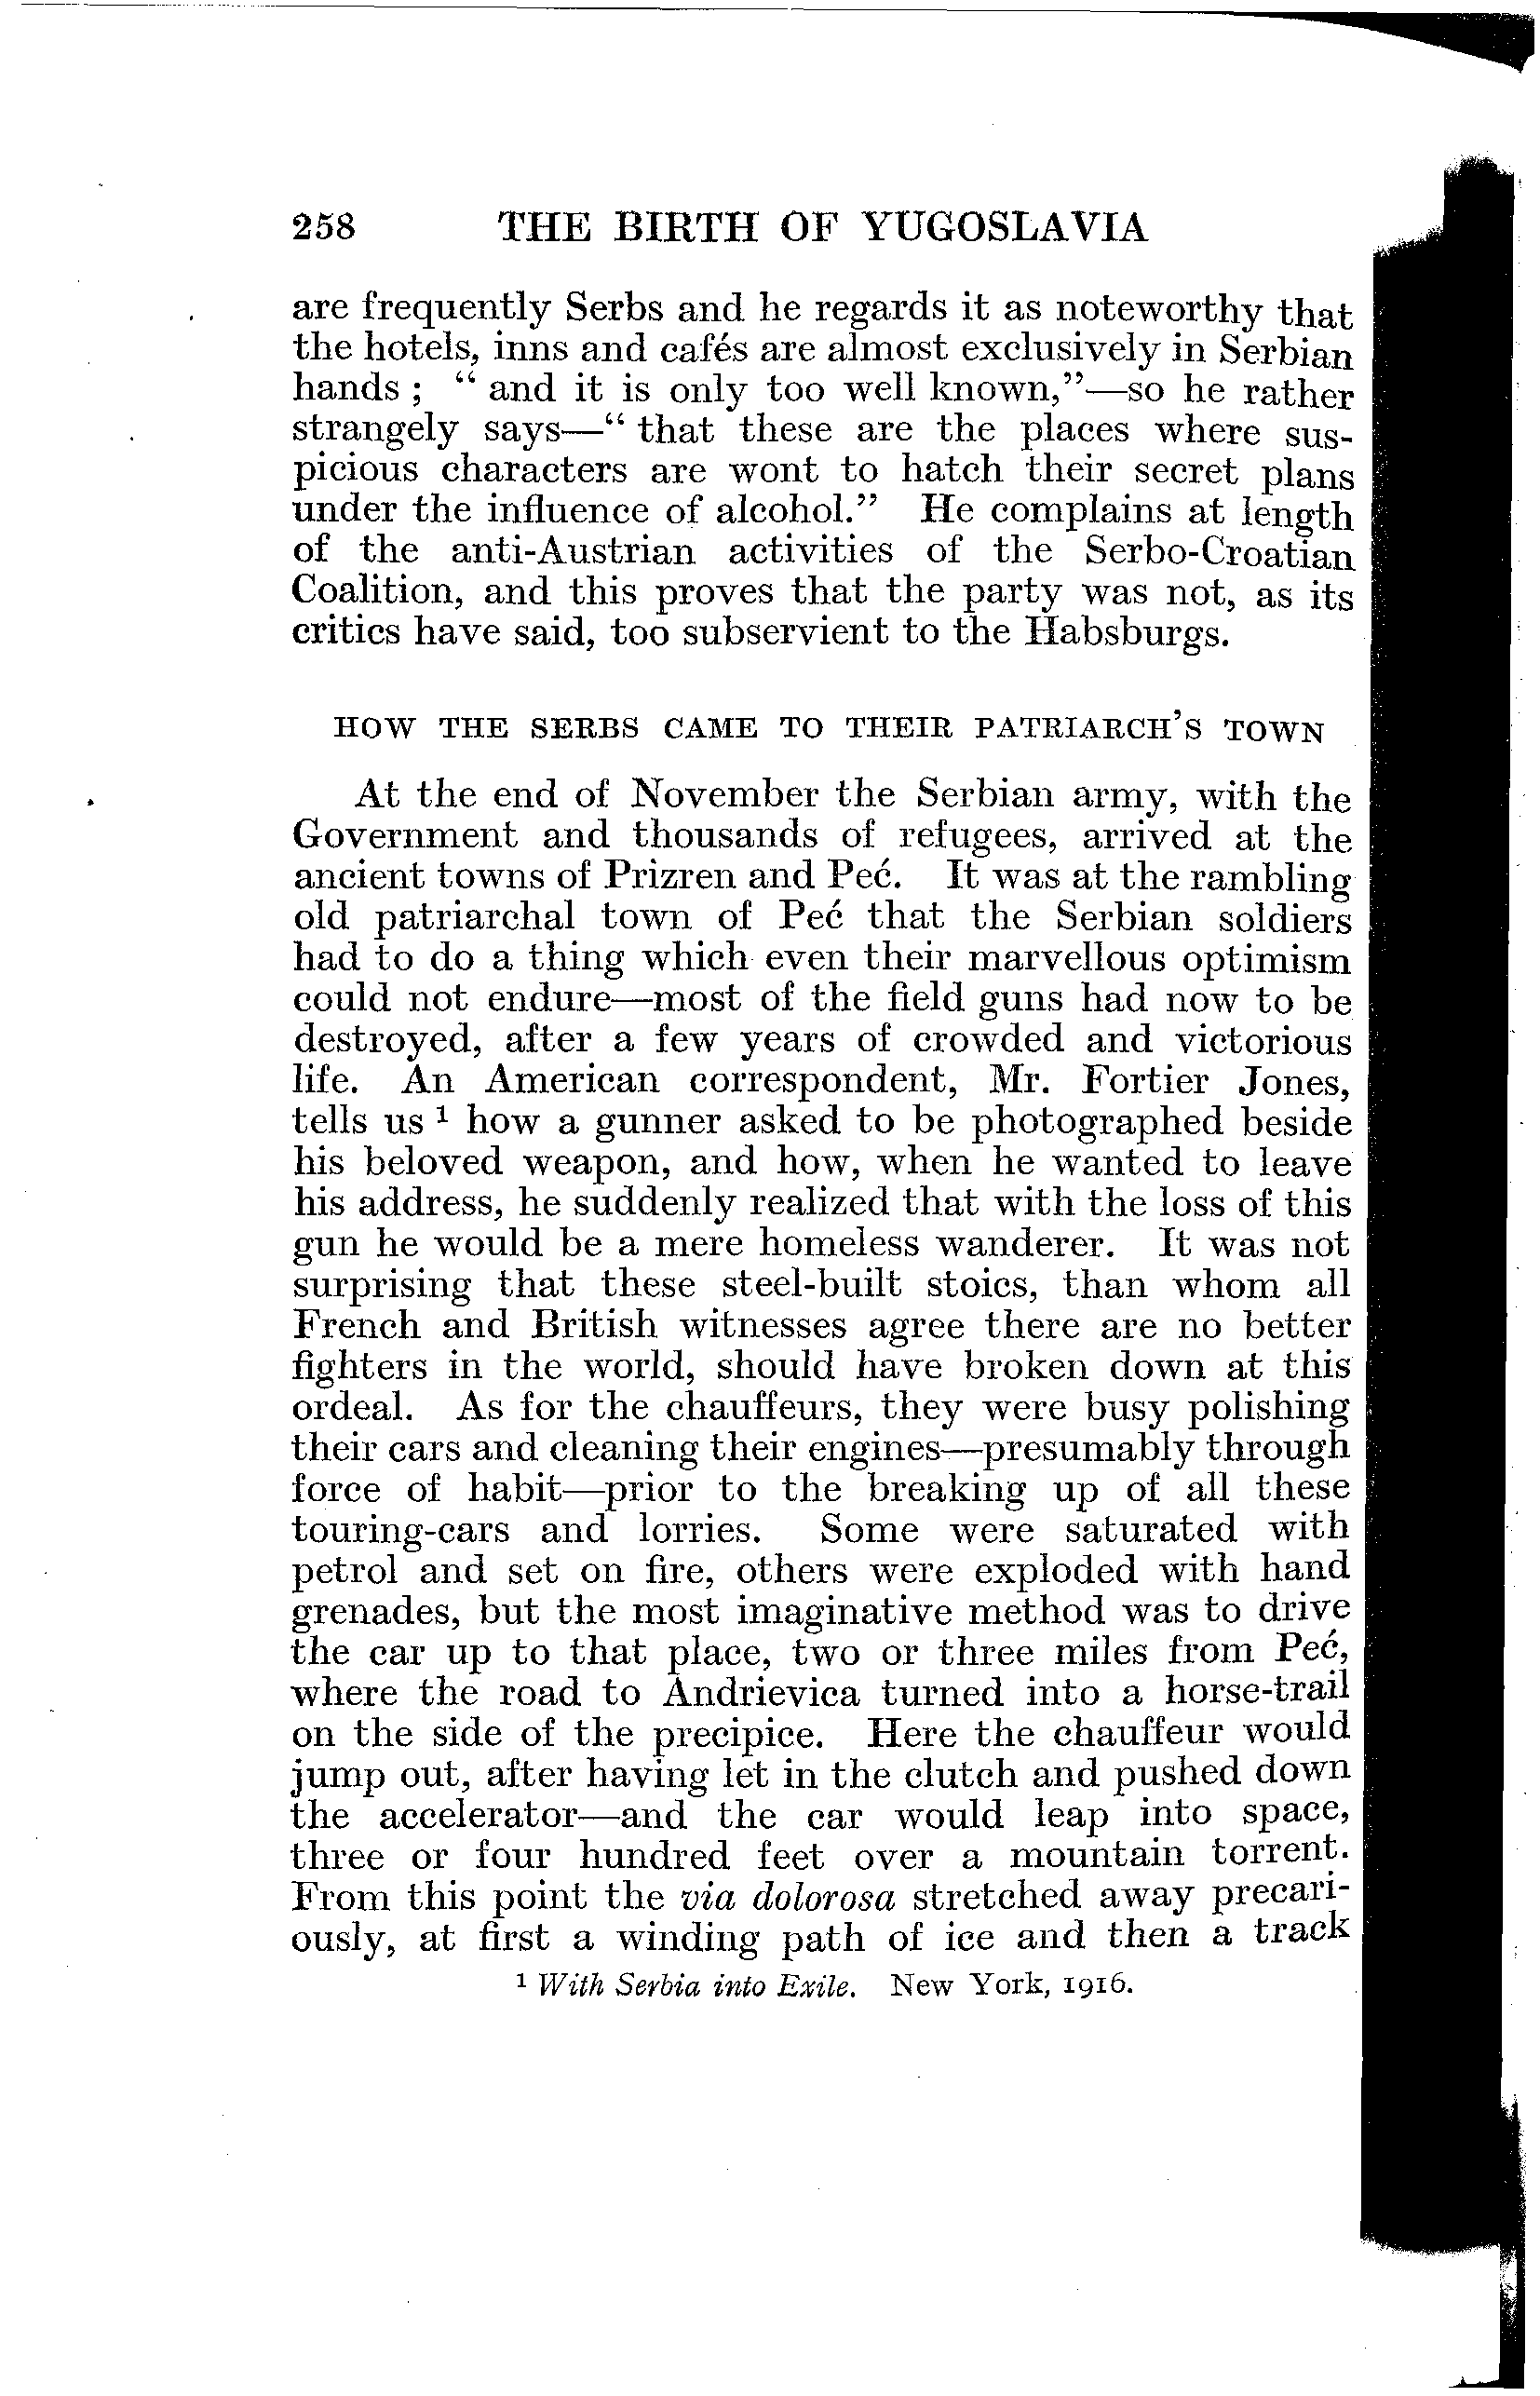 258 THE BIRTH OF YUGOSLAVIA
are frequently Serbs and he regards it as noteworthy that
the hotels, inns and cafés are almost exclusively in Serbian
hands ; “ and it is only too well known,”—so he rather
strangely says—“ that these are the places where sus-
picious characters are wont to hatch their secret plans
under the influence of alcohol.” He complains at length
of the anti-Austrian activities of the Serbo-Croatian
Coalition, and this proves that the party was not, as its
critics have said, too subservient to the Habsburgs.
HOW THE SERBS CAME TO THEIR PATRIARCH'S TOWN
At the end of November the Serbian army, with the
Government and thousands of refugees, arrived at the
ancient towns of Prizren and Peć. It was at the rambling
old patriarchal town of Peć that the Serbian soldiers
had to do a thing which even their marvellous optimism
could not endure—most of the field guns had now to be
destroyed, after a few years of crowded and victorious
life. An American correspondent, Mr. Fortier Jones,
tells us ¹ how a gunner asked to be photographed beside
his beloved weapon, and how, when he wanted to leave
his address, he suddenly realized that with the loss of this
gun he would be a mere homeless wanderer. It was not
surprising that these steel-built stoics, than whom all
French and British witnesses agree there are no better
fighters in the world, should have broken down at this
ordeal. As for the chauffeurs, they were busy polishing
their cars and cleaning their engines—presumably through
force of habit—prior to the breaking up of all these
touring-cars and lorries. Some were saturated with
petrol and set on fire, others were exploded with hand
grenades, but the most imaginative method was to drive
the car up to that place, two or three miles from Peć,
where the road to Andrievica turned into a horse-trail
on the side of the precipice. Here the chauffeur would
jump out, after having let in the clutch and pushed down
the accelerator—and the car would leap into space,
three or four hundred feet over a mountain torrent.
From this point the via dolorosa stretched away precari-
ously, at first a winding path of ice and then a track
¹ With Serbia into Exile. New York, 1916.